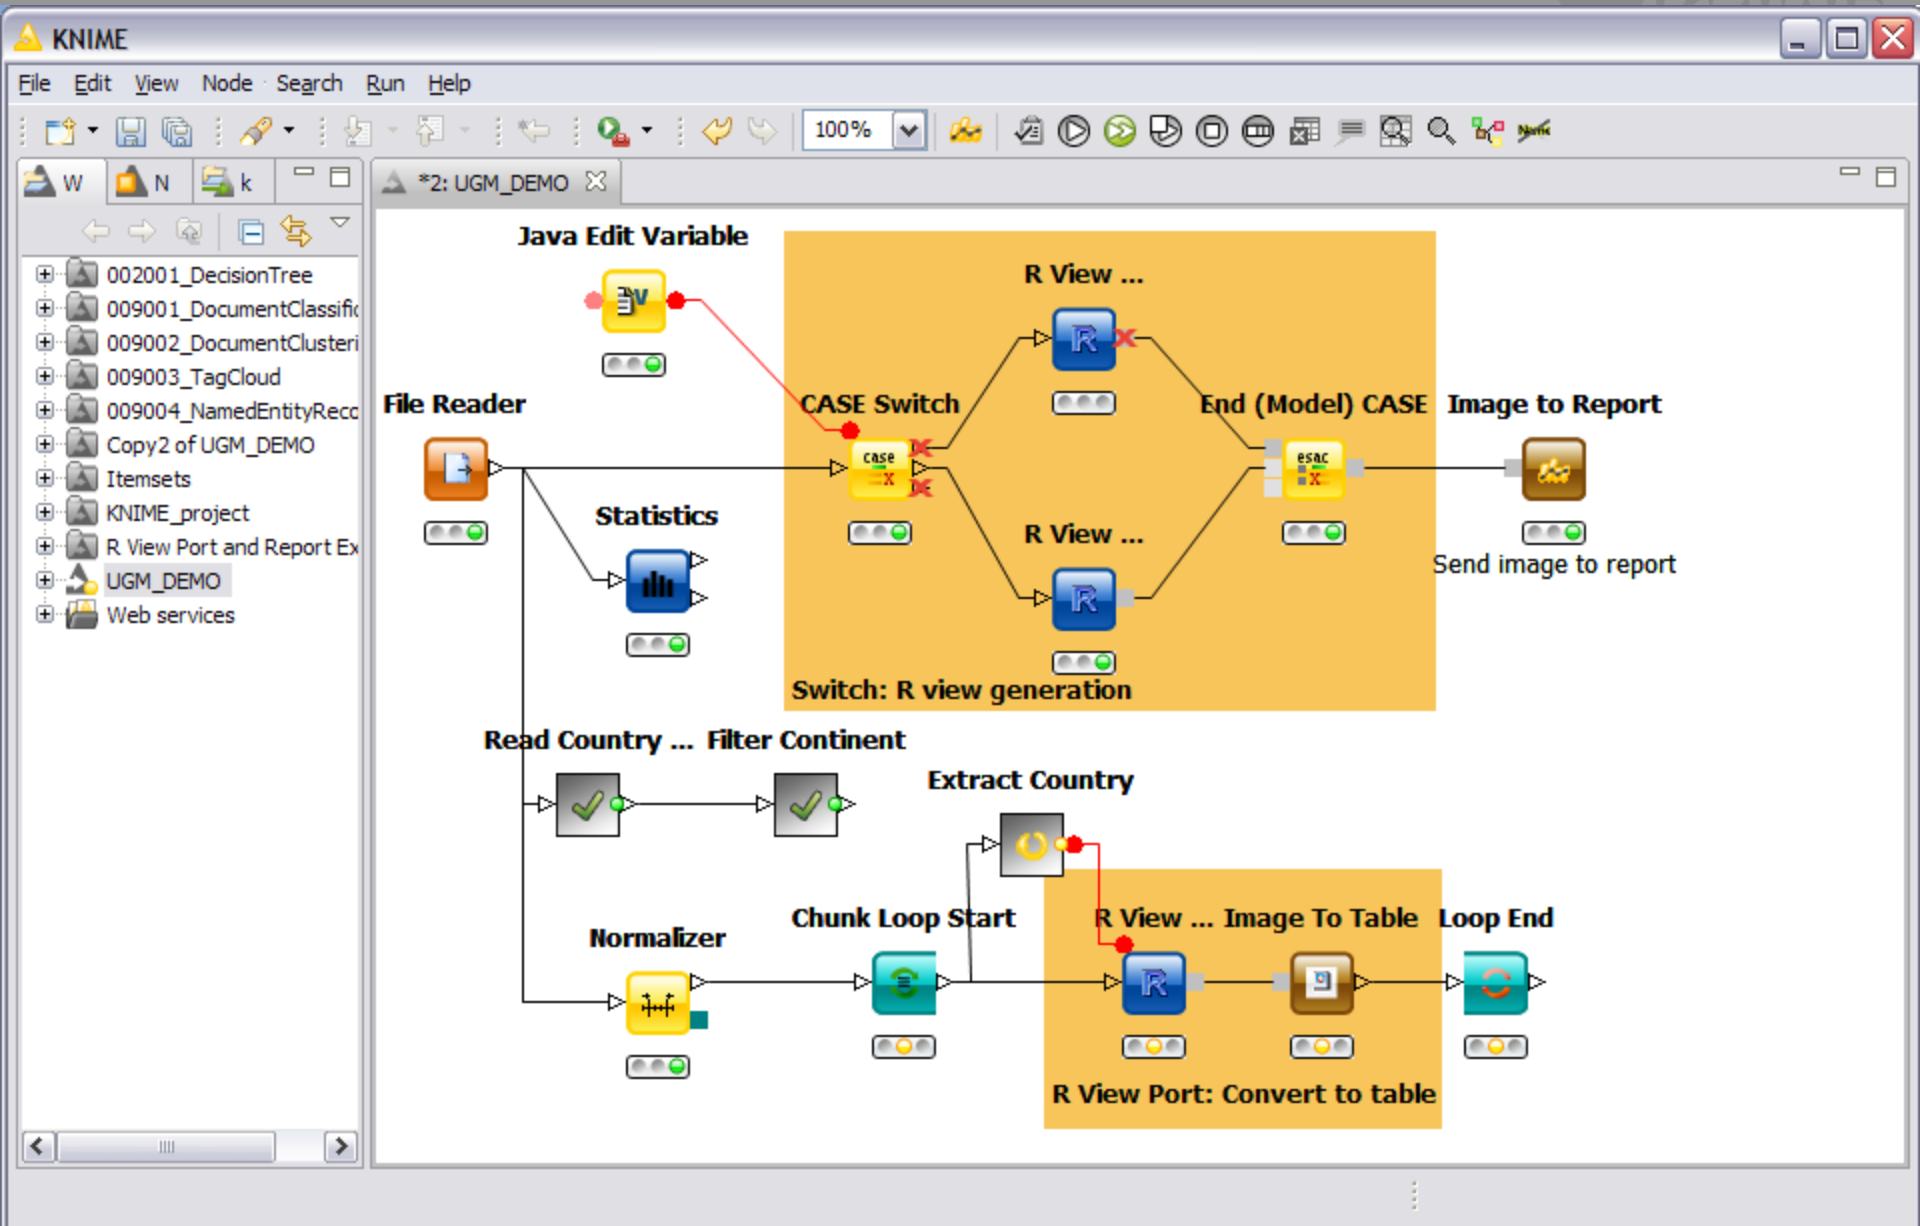 KNIME
File Edit View Node Search Run Help
100%
W N k
*2: UGM_DEMO
002001_DecisionTree
009001_DocumentClassific
009002_DocumentClusteri
009003_TagCloud
009004_NamedEntityReco
Copy2 of UGM_DEMO
Itemsets
KNIME_project
R View Port and Report Ex
UGM_DEMO
Web services
Java Edit Variable
V
R View ...
R
File Reader
CASE Switch
End (Model) CASE
Image to Report
case
esac
Statistics
R View ...
R
Send image to report
Switch: R view generation
Read Country ...
Filter Continent
Extract Country
Normalizer
Chunk Loop Start
R View ...
Image To Table
Loop End
R
R View Port: Convert to table